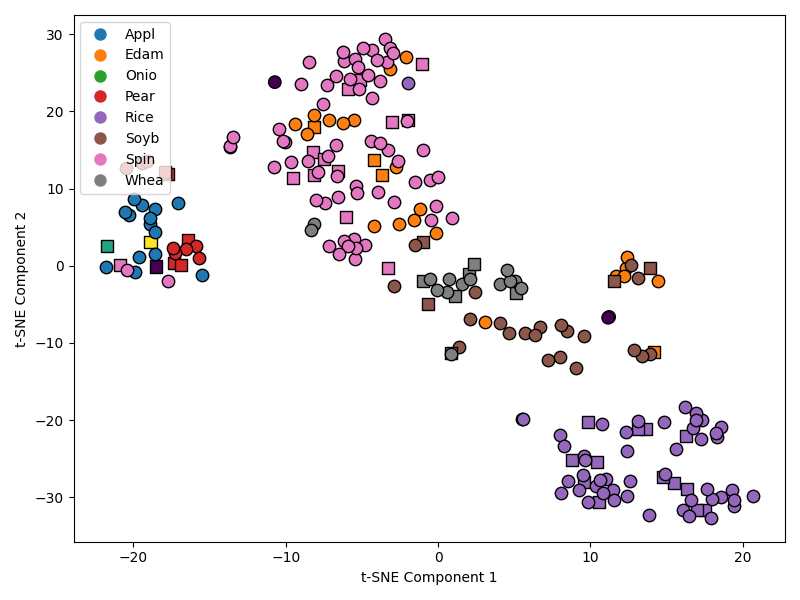 Appl
Edam
Onio
Pear
Rice
Soyb
Spin
Whea
30
20
10
0
−10
−20
−30
−20
−10
0
10
20
t-SNE Component 2
t-SNE Component 1